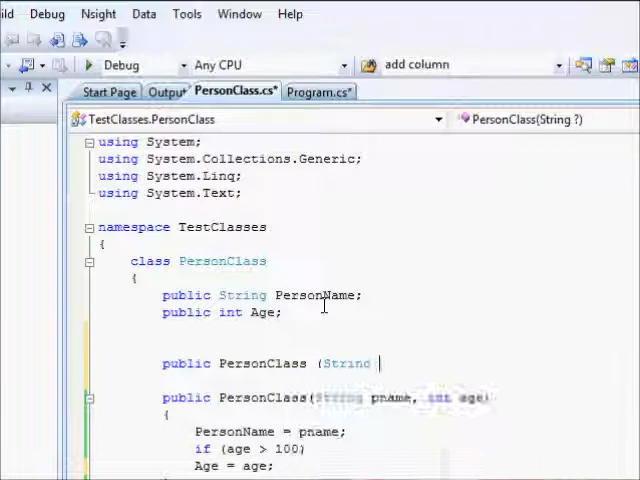 ild Debug Nsight Data Tools Window Help
Debug Any CPU add column
Start Page Output* PersonClass.cs* Program.cs*
TestClasses.PersonClass PersonClass(String ?)
using System;
using System.Collections.Generic;
using System.Linq;
using System.Text;
namespace TestClasses
{
class PersonClass
{
public String PersonName;
public int Age;
public PersonClass (String
public PersonClass(String pname, int age)
{
PersonName = pname;
if (age > 100)
Age = age;